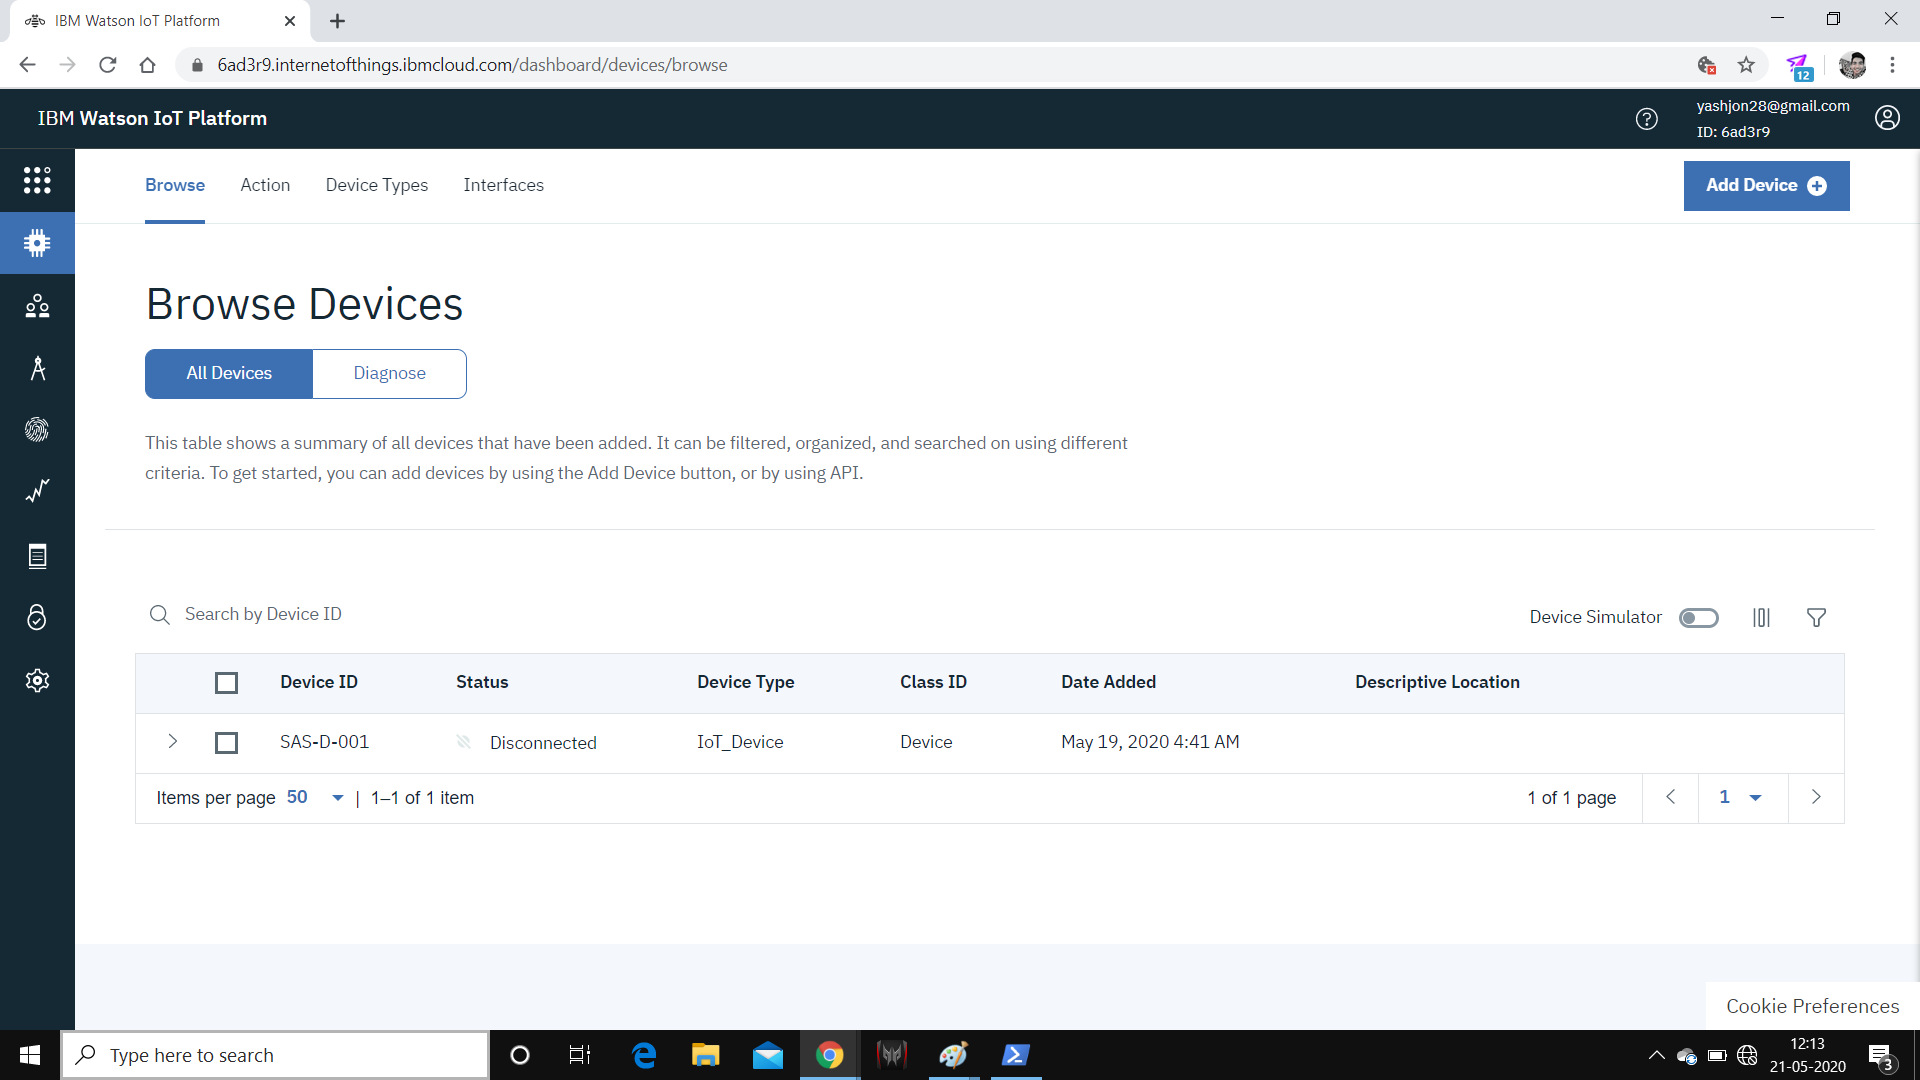 IBM Watson IoT Platform
6ad3r9.internetofthings.ibmcloud.com/dashboard/devices/browse
12
IBM Watson IoT Platform
yashjon28@gmail.com
ID: 6ad3r9
Browse
Action
Device Types
Interfaces
Add Device
Browse Devices
All Devices
Diagnose
This table shows a summary of all devices that have been added. It can be filtered, organized, and searched on using different
criteria. To get started, you can add devices by using the Add Device button, or by using API.
Search by Device ID
Device Simulator
Device ID Status Device Type Class ID Date Added Descriptive Location
SAS-D-001 Disconnected IoT_Device Device May 19, 2020 4:41 AM
Items per page 50 | 1–1 of 1 item
1 of 1 page
1
Cookie Preferences
Type here to search
12:13
21-05-2020
3